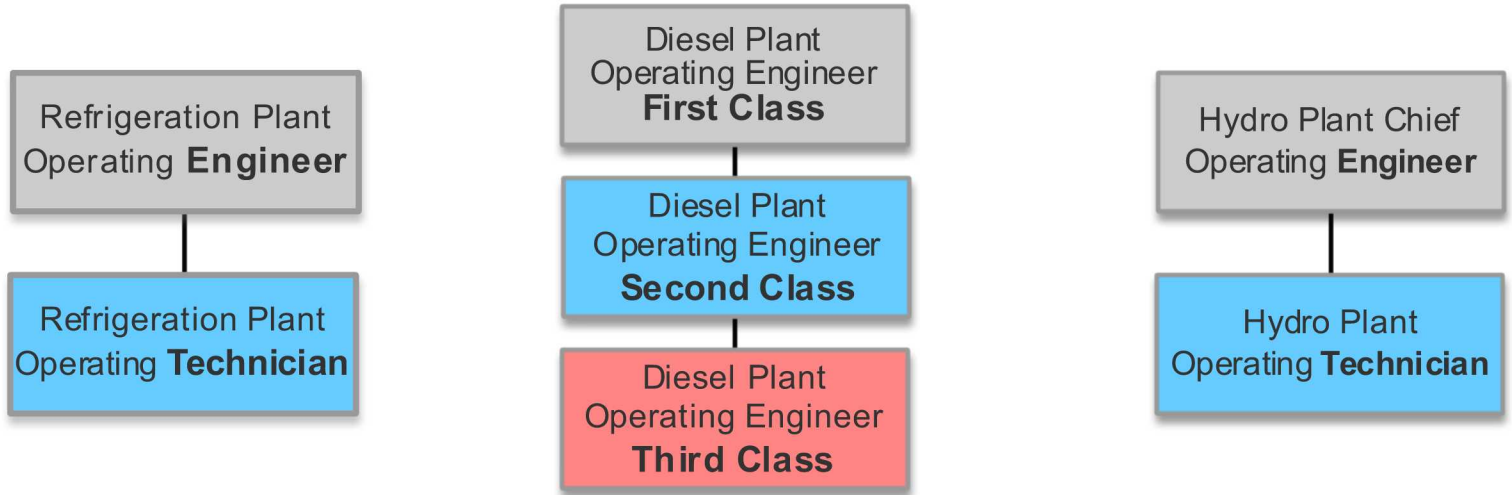 Refrigeration Plant
Operating Engineer
Refrigeration Plant
Operating Technician
Diesel Plant
Operating Engineer
First Class
Diesel Plant
Operating Engineer
Second Class
Diesel Plant
Operating Engineer
Third Class
Hydro Plant Chief
Operating Engineer
Hydro Plant
Operating Technician